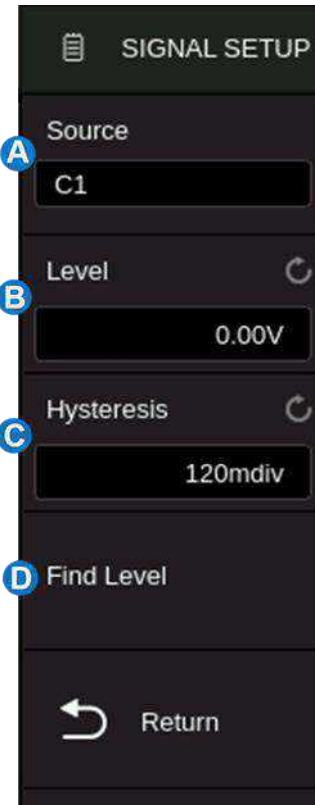 SIGNAL SETUP
Source
A
C1
Level
B
0.00V
Hysteresis
C
120mdiv
D Find Level
Return